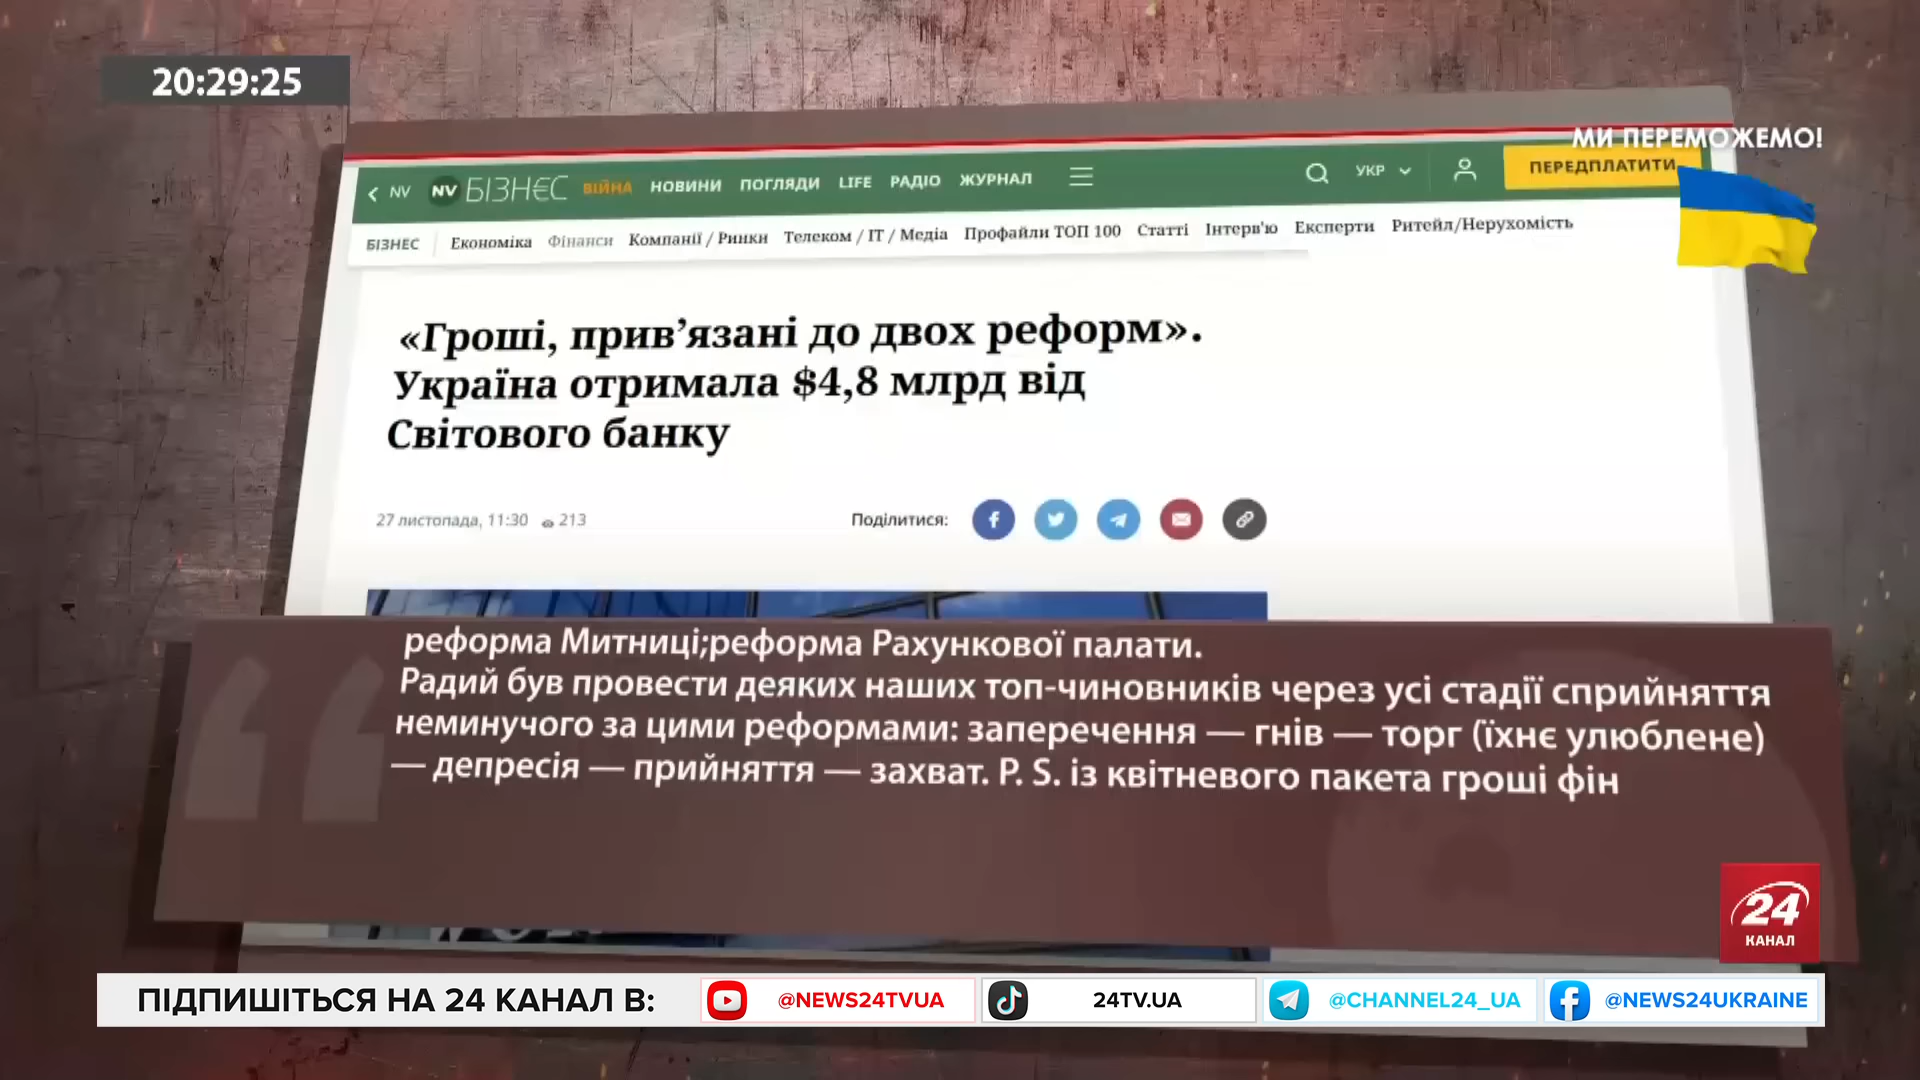 20:29:25
МИ ПЕРЕМОЖЕМО!
NV NV БІЗНЕС ВІЙНА НОВИНИ ПОГЛЯДИ LIFE РАДІО ЖУРНАЛ УКР ПЕРЕДПЛАТИТИ
БІЗНЕС Економіка Фінанси Компанії / Ринки Телеком / IT / Медіа Профайли ТОП 100 Статті Інтерв'ю Експерти Ритейл/Нерухомість
«Гроші, прив’язані до двох реформ».
Україна отримала $4,8 млрд від
Світового банку
27 листопада, 11:30 213 Поділитися:
реформа Митниці;реформа Рахункової палати.
Радий був провести деяких наших топ-чиновників через усі стадії сприйняття
неминучого за цими реформами: заперечення — гнів — торг (їхнє улюблене)
— депресія — прийняття — захват. P. S. із квітневого пакета гроші фін
24
КАНАЛ
ПІДПИШІТЬСЯ НА 24 КАНАЛ В: @NEWS24TVUA 24TV.UA @CHANNEL24_UA @NEWS24UKRAINE